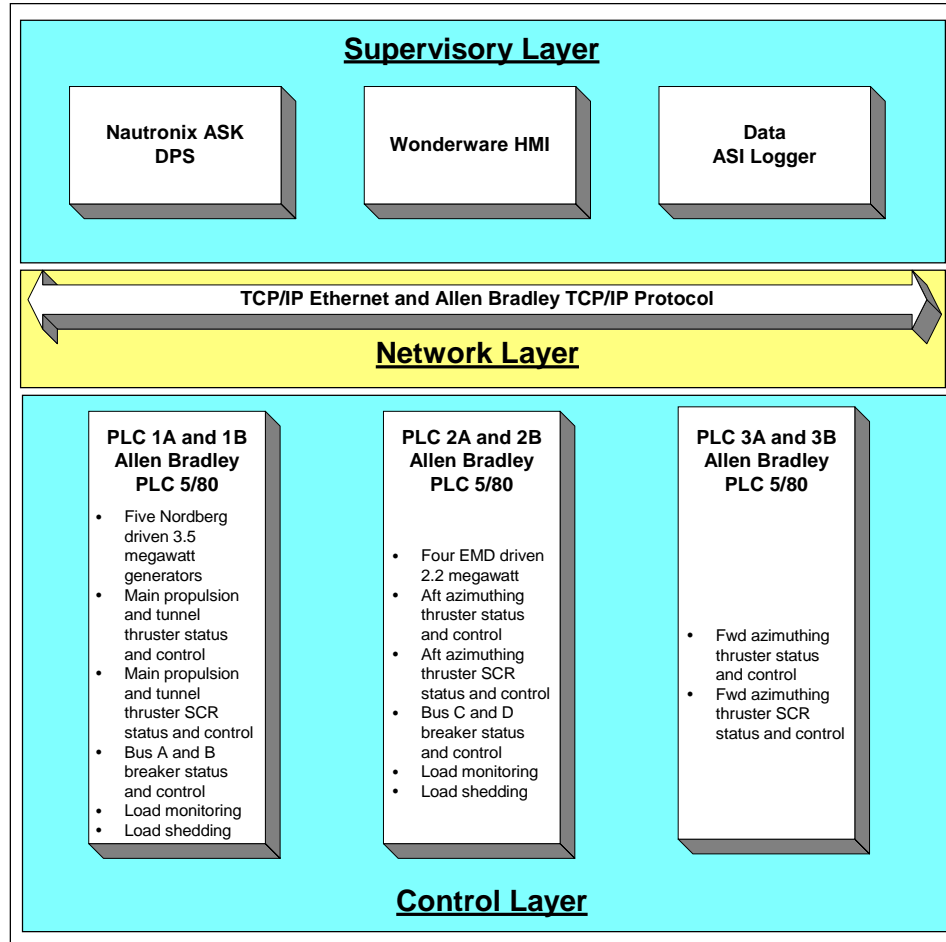 Supervisory Layer
Nautronix ASK
DPS
Wonderware HMI
Data
ASI Logger
TCP/IP Ethernet and Allen Bradley TCP/IP Protocol
Network Layer
PLC 1A and 1B
Allen Bradley
PLC 5/80
• Five Nordberg
driven 3.5
megawatt
generators
• Main propulsion
and tunnel
thruster status
and control
• Main propulsion
and tunnel
thruster SCR
status and control
• Bus A and B
breaker status
and control
• Load monitoring
• Load shedding
PLC 2A and 2B
Allen Bradley
PLC 5/80
• Four EMD driven
2.2 megawatt
• Aft azimuthing
thruster status
and control
• Aft azimuthing
thruster SCR
status and control
• Bus C and D
breaker status
and control
• Load monitoring
• Load shedding
PLC 3A and 3B
Allen Bradley
PLC 5/80
• Fwd azimuthing
thruster status
and control
• Fwd azimuthing
thruster SCR
status and control
Control Layer